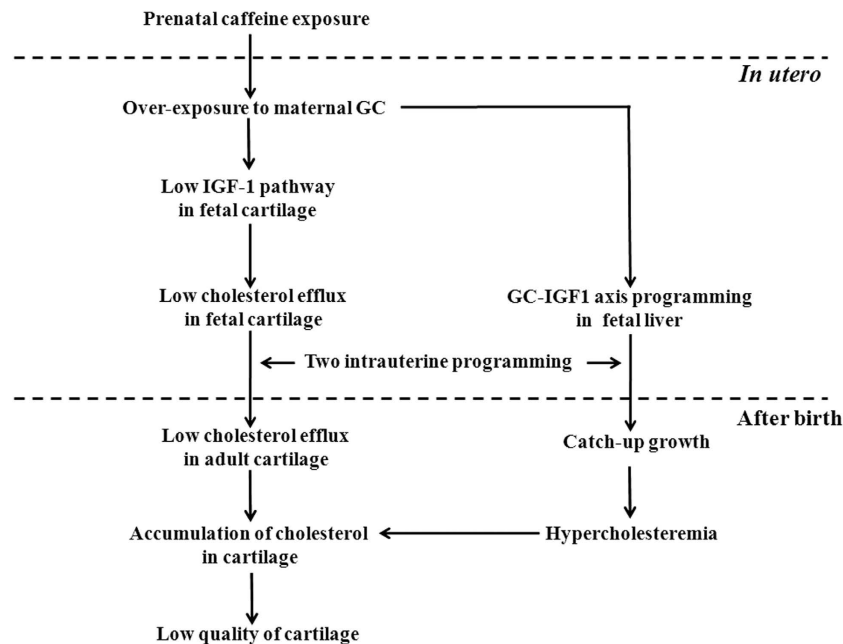 Prenatal caffeine exposure
In utero
Over-exposure to maternal GC
Low IGF-1 pathway
in fetal cartilage
Low cholesterol efflux
in fetal cartilage
GC-IGF1 axis programming
in fetal liver
Two intrauterine programming
After birth
Low cholesterol efflux
in adult cartilage
Catch-up growth
Accumulation of cholesterol
in cartilage
Hypercholesteremia
Low quality of cartilage